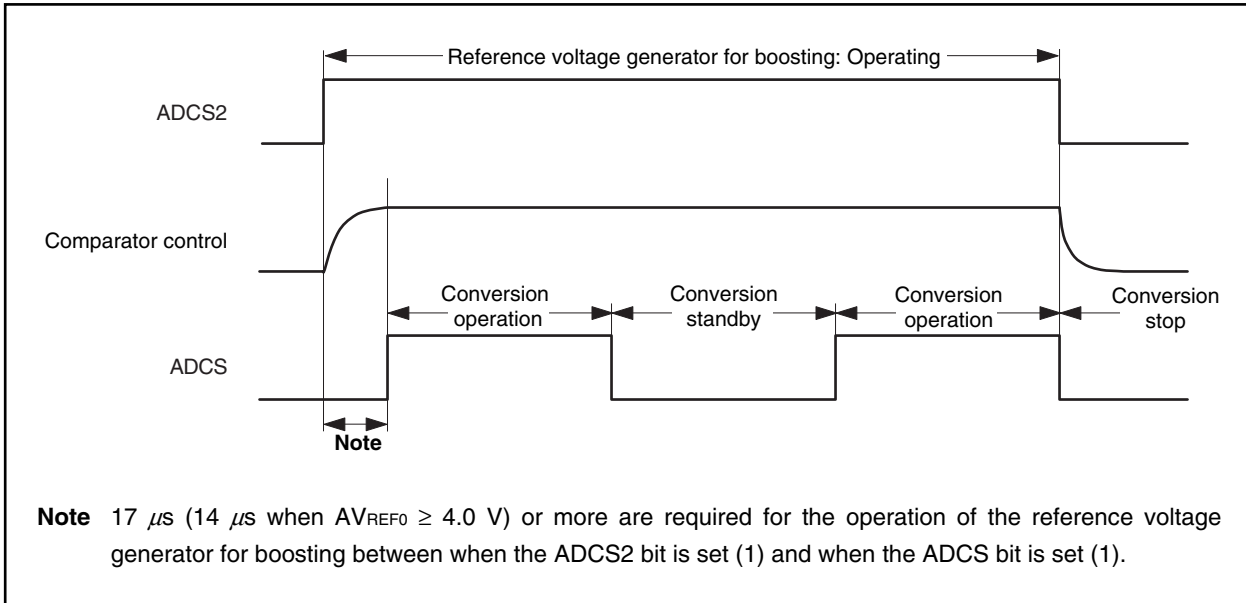 Reference voltage generator for boosting: Operating
ADCS2
Comparator control
Conversion
operation
Conversion
standby
Conversion
operation
Conversion
stop
ADCS
Note
Note 17 μs (14 μs when AVREF0 ≥ 4.0 V) or more are required for the operation of the reference voltage
generator for boosting between when the ADCS2 bit is set (1) and when the ADCS bit is set (1).